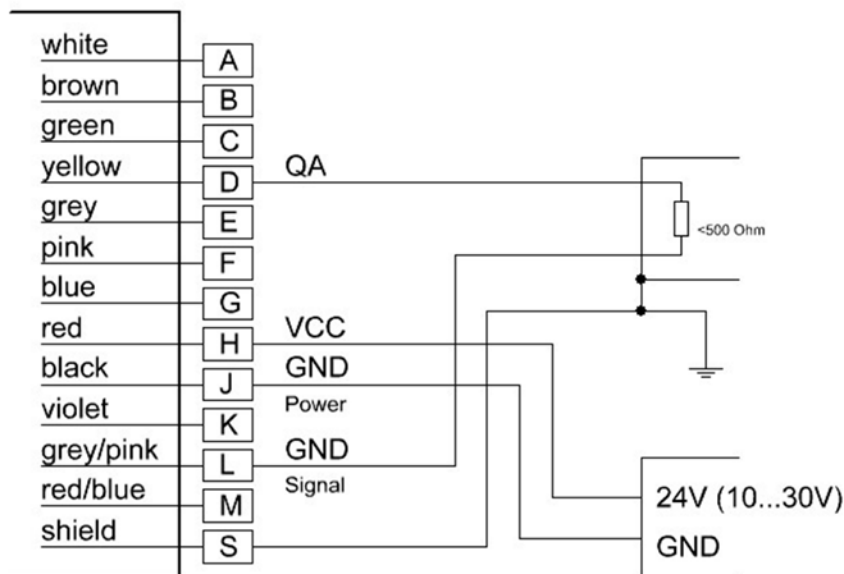 white A
brown B
green C
yellow D QA
grey E
pink F
<500 Ohm
blue G
red H VCC
black J GND
Power
violet K
grey/pink L GND
Signal
red/blue M
24V (10...30V)
shield S
GND